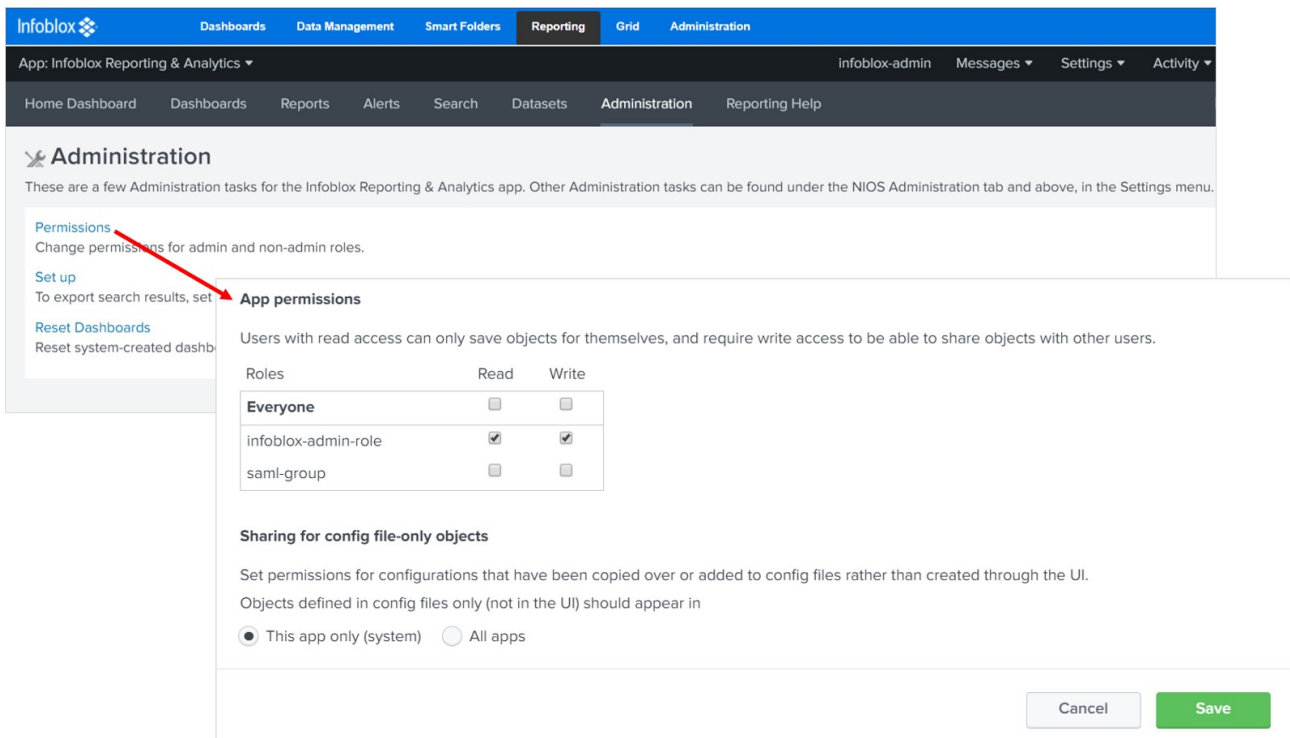 Infoblox Dashboards Data Management Smart Folders Reporting Grid Administration
App: Infoblox Reporting & Analytics infoblox-admin Messages Settings Activity
Home Dashboard Dashboards Reports Alerts Search Datasets Administration Reporting Help
Administration
These are a few Administration tasks for the Infoblox Reporting & Analytics app. Other Administration tasks can be found under the NIOS Administration tab and above, in the Settings menu.
Permissions
Change permissions for admin and non-admin roles.
Set up
To export search results, set
Reset Dashboards
Reset system-created dashb
App permissions
Users with read access can only save objects for themselves, and require write access to be able to share objects with other users.
Roles Read Write
Everyone
infoblox-admin-role
saml-group
Sharing for config file-only objects
Set permissions for configurations that have been copied over or added to config files rather than created through the UI.
Objects defined in config files only (not in the UI) should appear in
This app only (system) All apps
Cancel Save